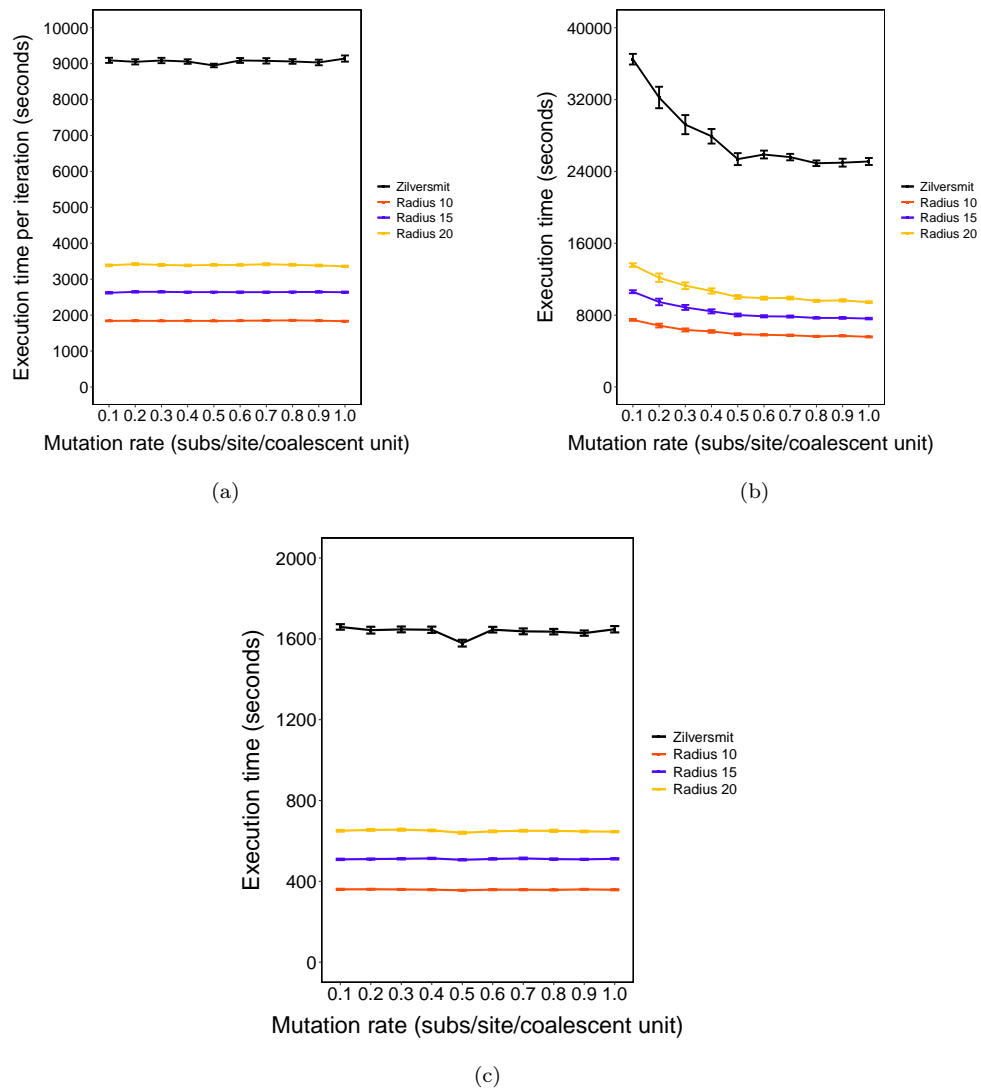 10000
9000
8000
7000
6000
5000
4000
3000
2000
1000
0
Execution time per iteration (seconds)
0.1 0.2 0.3 0.4 0.5 0.6 0.7 0.8 0.9 1.0
Mutation rate (subs/site/coalescent unit)
Zilversmit
Radius 10
Radius 15
Radius 20
(a)
40000
32000
24000
16000
8000
0
Execution time (seconds)
0.1 0.2 0.3 0.4 0.5 0.6 0.7 0.8 0.9 1.0
Mutation rate (subs/site/coalescent unit)
Zilversmit
Radius 10
Radius 15
Radius 20
(b)
2000
1600
1200
800
400
0
Execution time (seconds)
0.1 0.2 0.3 0.4 0.5 0.6 0.7 0.8 0.9 1.0
Mutation rate (subs/site/coalescent unit)
Zilversmit
Radius 10
Radius 15
Radius 20
(c)